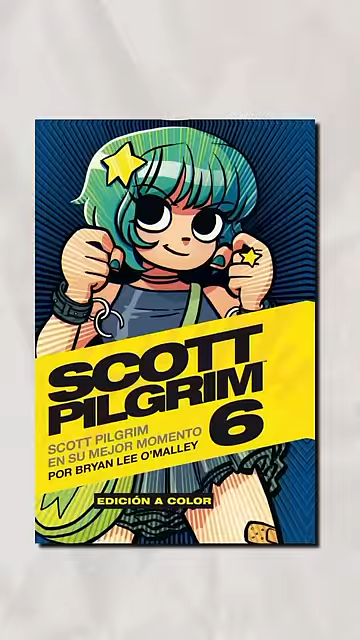 SCOTT
PILGRIM
6
SCOTT PILGRIM
EN SU MEJOR MOMENTO
POR BRYAN LEE O'MALLEY
EDICIÓN A COLOR